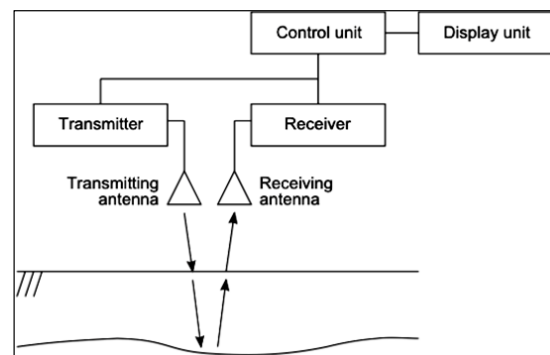 Control unit
Display unit
Transmitter
Receiver
Transmitting
antenna
Receiving
antenna